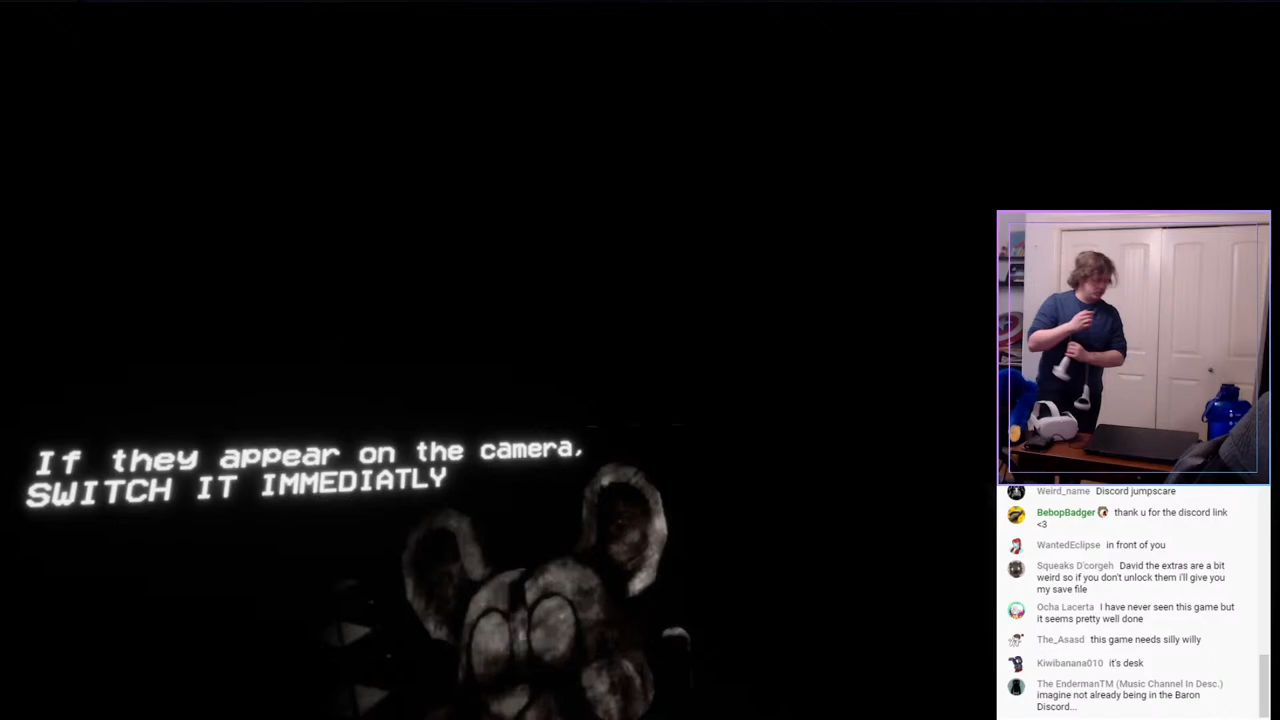 If they appear on the camera,
SWITCH IT IMMEDIATLY
Weird_name Discord jumpscare
BebopBadger thank u for the discord link
<3
WantedEclipse in front of you
Squeaks D'corgeh David the extras are a bit
weird so if you don't unlock them i'll give you
my save file
Ocha Lacerta I have never seen this game but
it seems pretty well done
The_Asasd this game needs silly willy
Kiwibanana010 it's desk
The EndermanTM (Music Channel In Desc.)
imagine not already being in the Baron
Discord...